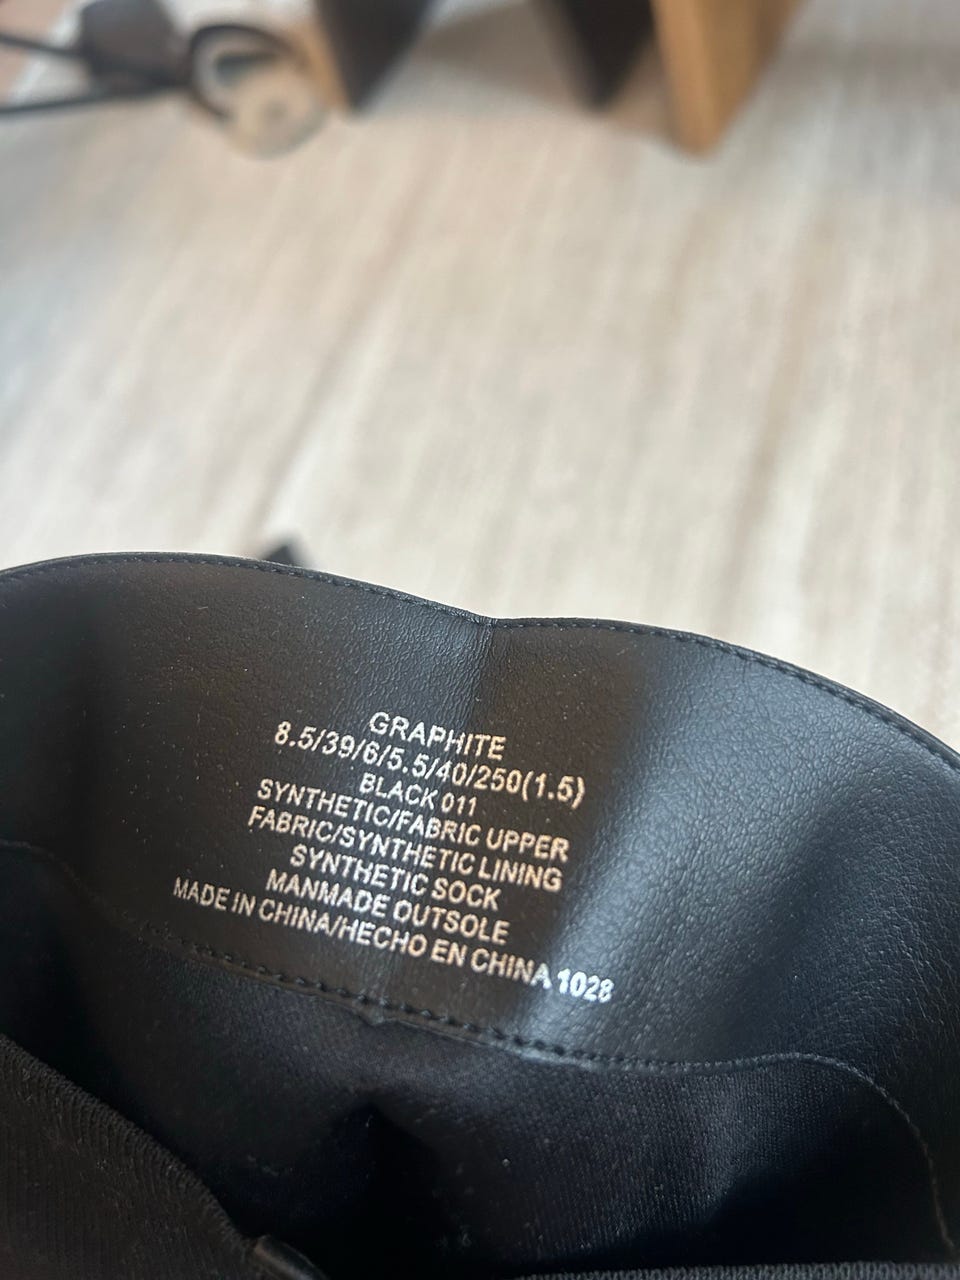 GRAPHITE
8.5/39/6/5.5/40/250(1.5)
BLACK 011
SYNTHETIC/FABRIC UPPER
FABRIC/SYNTHETIC LINING
SYNTHETIC SOCK
MANMADE OUTSOLE
MADE IN CHINA/HECHO EN CHINA 1028